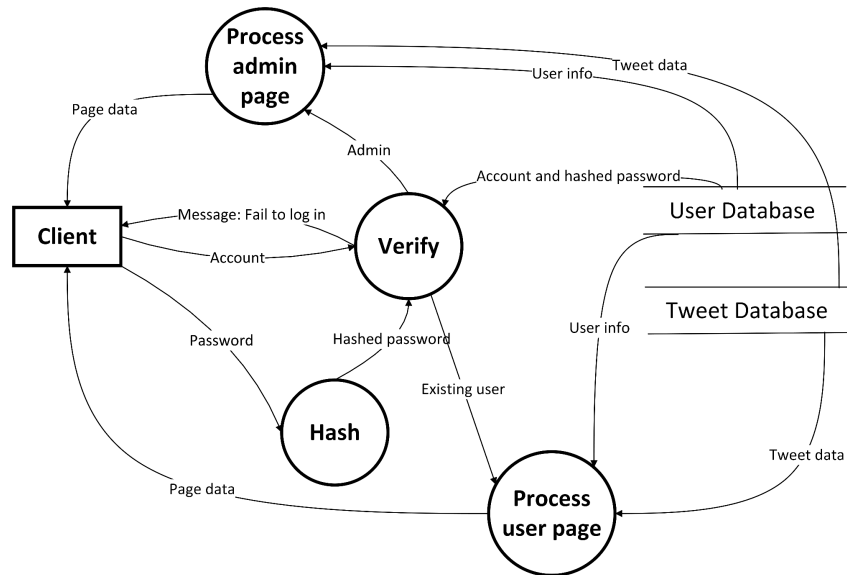 Process
admin
page
Tweet data
User info
Page data
Admin
Account and hashed password
Message: Fail to log in
Client
Verify
User Database
Account
Tweet Database
User info
Password
Hashed password
Existing user
Hash
Tweet data
Page data
Process
user page